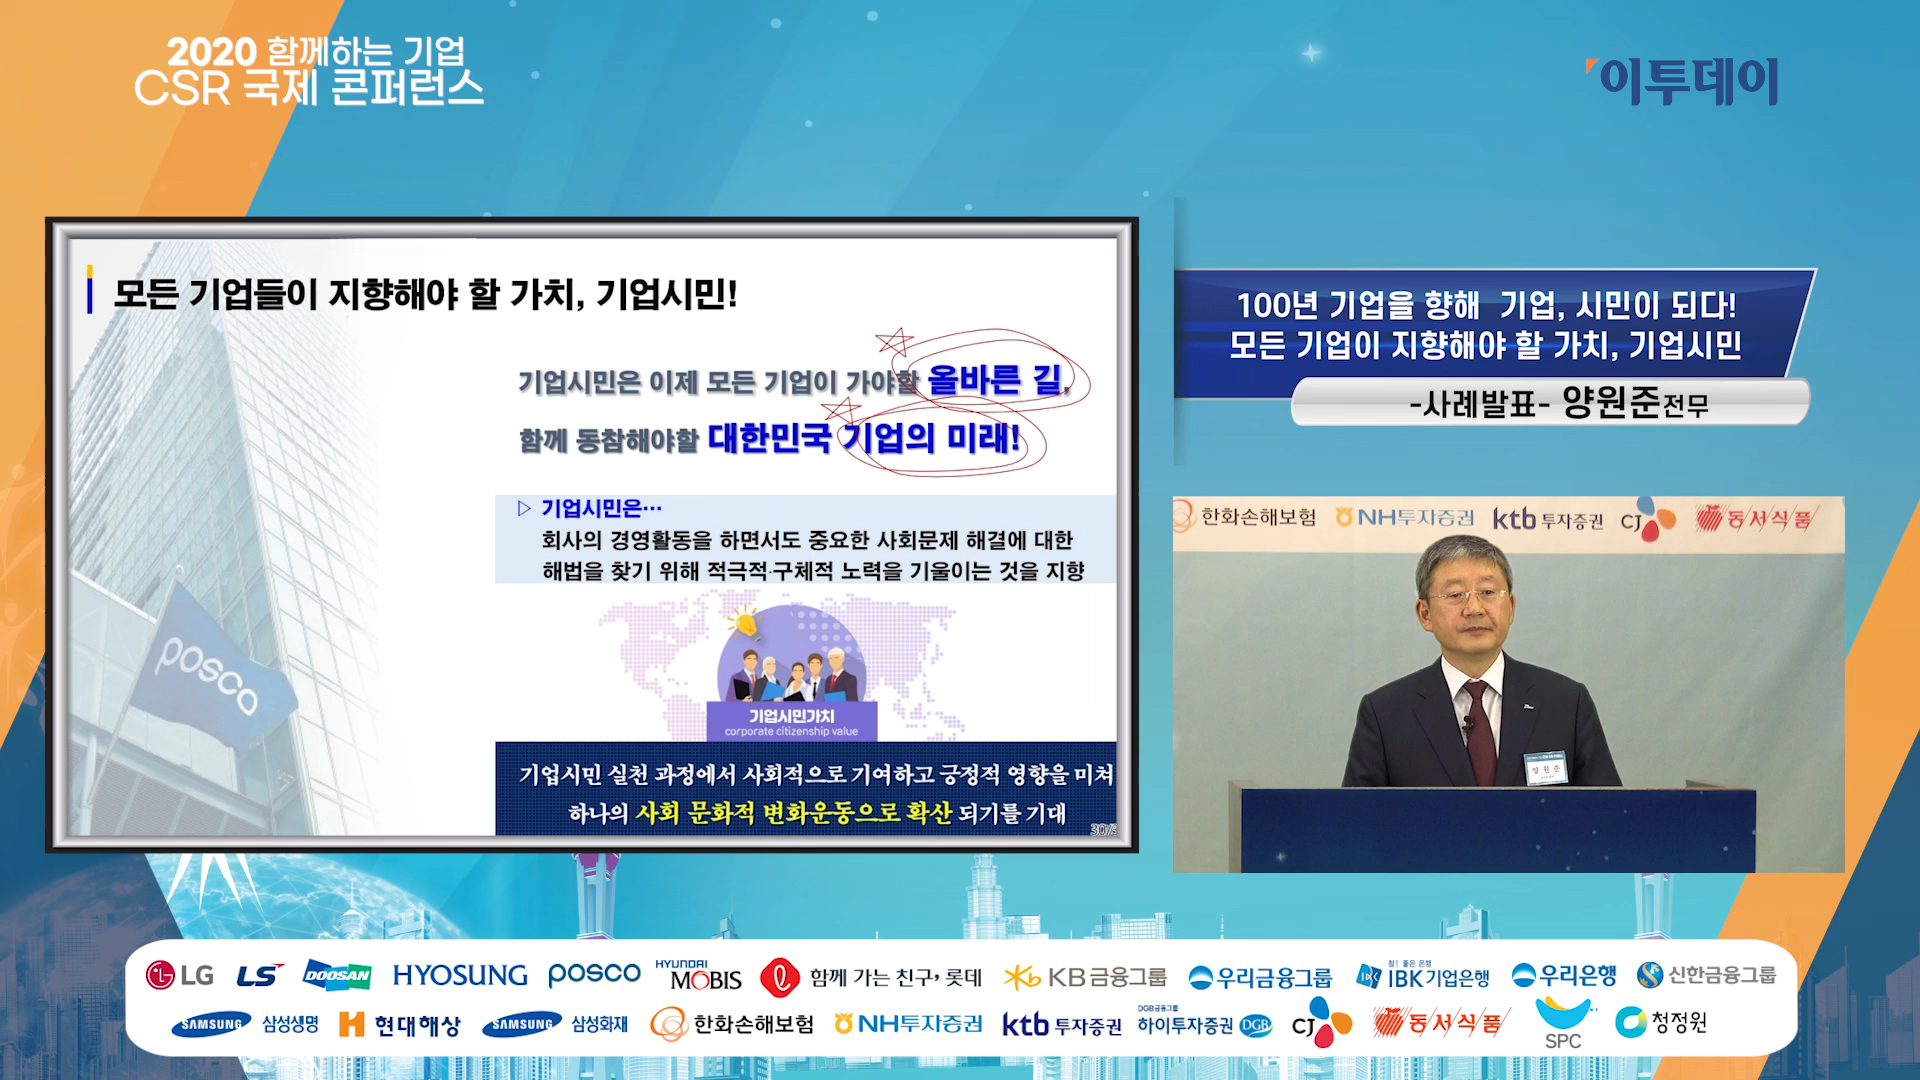 2020 함께하는 기업
CSR 국제 콘퍼런스
이투데이
모든 기업들이 지향해야 할 가치, 기업시민!
기업시민은 이제 모든 기업이 가야할 올바른 길,
함께 동참해야할 대한민국 기업의 미래!
▷ 기업시민은…
회사의 경영활동을 하면서도 중요한 사회문제 해결에 대한
해법을 찾기 위해 적극적·구체적 노력을 기울이는 것을 지향
posco
기업시민가치
corporate citizenship value
기업시민 실천 과정에서 사회적으로 기여하고 긍정적 영향을 미쳐
하나의 사회 문화적 변화운동으로 확산 되기를 기대
30/3
100년 기업을 향해 기업, 시민이 되다!
모든 기업이 지향해야 할 가치, 기업시민
-사례발표- 양원준전무
한화손해보험 NH투자증권 ktb 투자증권 CJ 동서식품
양 원 준
LG LS DOOSAN HYOSUNG posco HYUNDAI MOBIS 함께 가는 친구, 롯데 KB금융그룹 우리금융그룹 참! 좋은 은행 IBK기업은행 우리은행 신한금융그룹
SAMSUNG 삼성생명 현대해상 SAMSUNG 삼성화재 한화손해보험 NH투자증권 ktb 투자증권 DGB금융그룹 하이투자증권 DGB CJ 동서식품 SPC 청정원